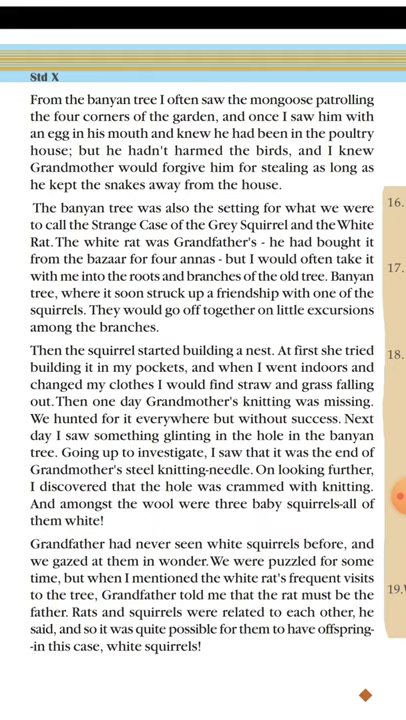 Std X
From the banyan tree I often saw the mongoose patrolling
the four corners of the garden, and once I saw him with
an egg in his mouth and knew he had been in the poultry
house; but he hadn't harmed the birds, and I knew
Grandmother would forgive him for stealing as long as
he kept the snakes away from the house.
The banyan tree was also the setting for what we were
to call the Strange Case of the Grey Squirrel and the White
Rat. The white rat was Grandfather's - he had bought it
from the bazaar for four annas - but I would often take it
with me into the roots and branches of the old tree. Banyan
tree, where it soon struck up a friendship with one of the
squirrels. They would go off together on little excursions
among the branches.
Then the squirrel started building a nest. At first she tried
building it in my pockets, and when I went indoors and
changed my clothes I would find straw and grass falling
out. Then one day Grandmother's knitting was missing.
We hunted for it everywhere but without success. Next
day I saw something glinting in the hole in the banyan
tree. Going up to investigate, I saw that it was the end of
Grandmother's steel knitting-needle. On looking further,
I discovered that the hole was crammed with knitting.
And amongst the wool were three baby squirrels-all of
them white!
Grandfather had never seen white squirrels before, and
we gazed at them in wonder. We were puzzled for some
time, but when I mentioned the white rat's frequent visits
to the tree, Grandfather told me that the rat must be the
father. Rats and squirrels were related to each other, he
said, and so it was quite possible for them to have offspring-
-in this case, white squirrels!
16.
17.
18.
19.